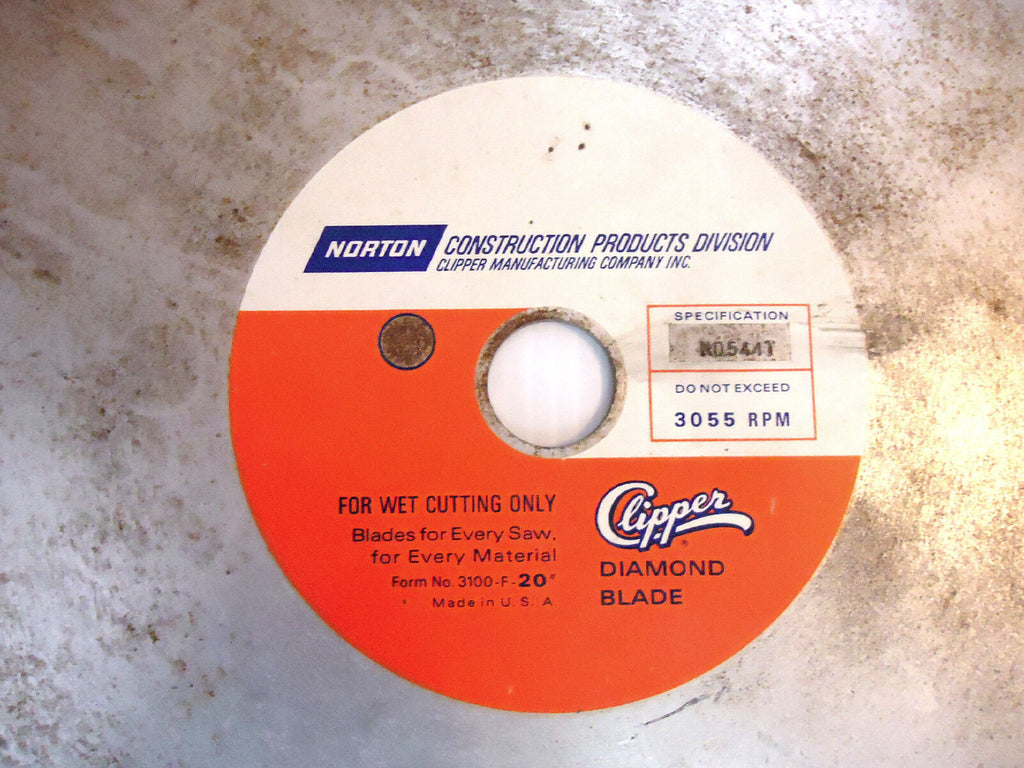 NORTON CONSTRUCTION PRODUCTS DIVISION
CLIPPER MANUFACTURING COMPANY INC.
SPECIFICATION
DO NOT EXCEED
3055 RPM
FOR WET CUTTING ONLY
Blades for Every Saw,
for Every Material
Form No. 3100-F-20"
Made in U. S. A
Clipper®
DIAMOND
BLADE